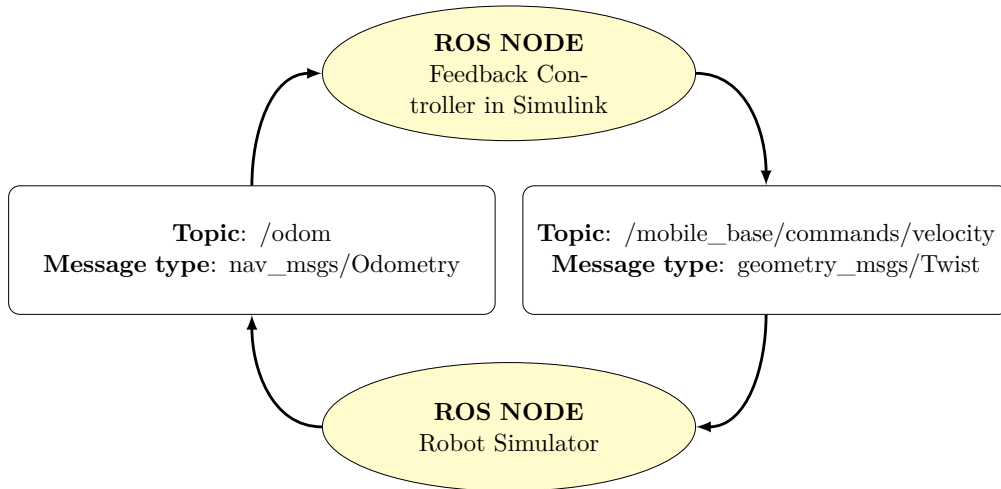 ROS NODE
Feedback Con-
troller in Simulink
Topic: /odom
Message type: nav_msgs/Odometry
Topic: /mobile_base/commands/velocity
Message type: geometry_msgs/Twist
ROS NODE
Robot Simulator